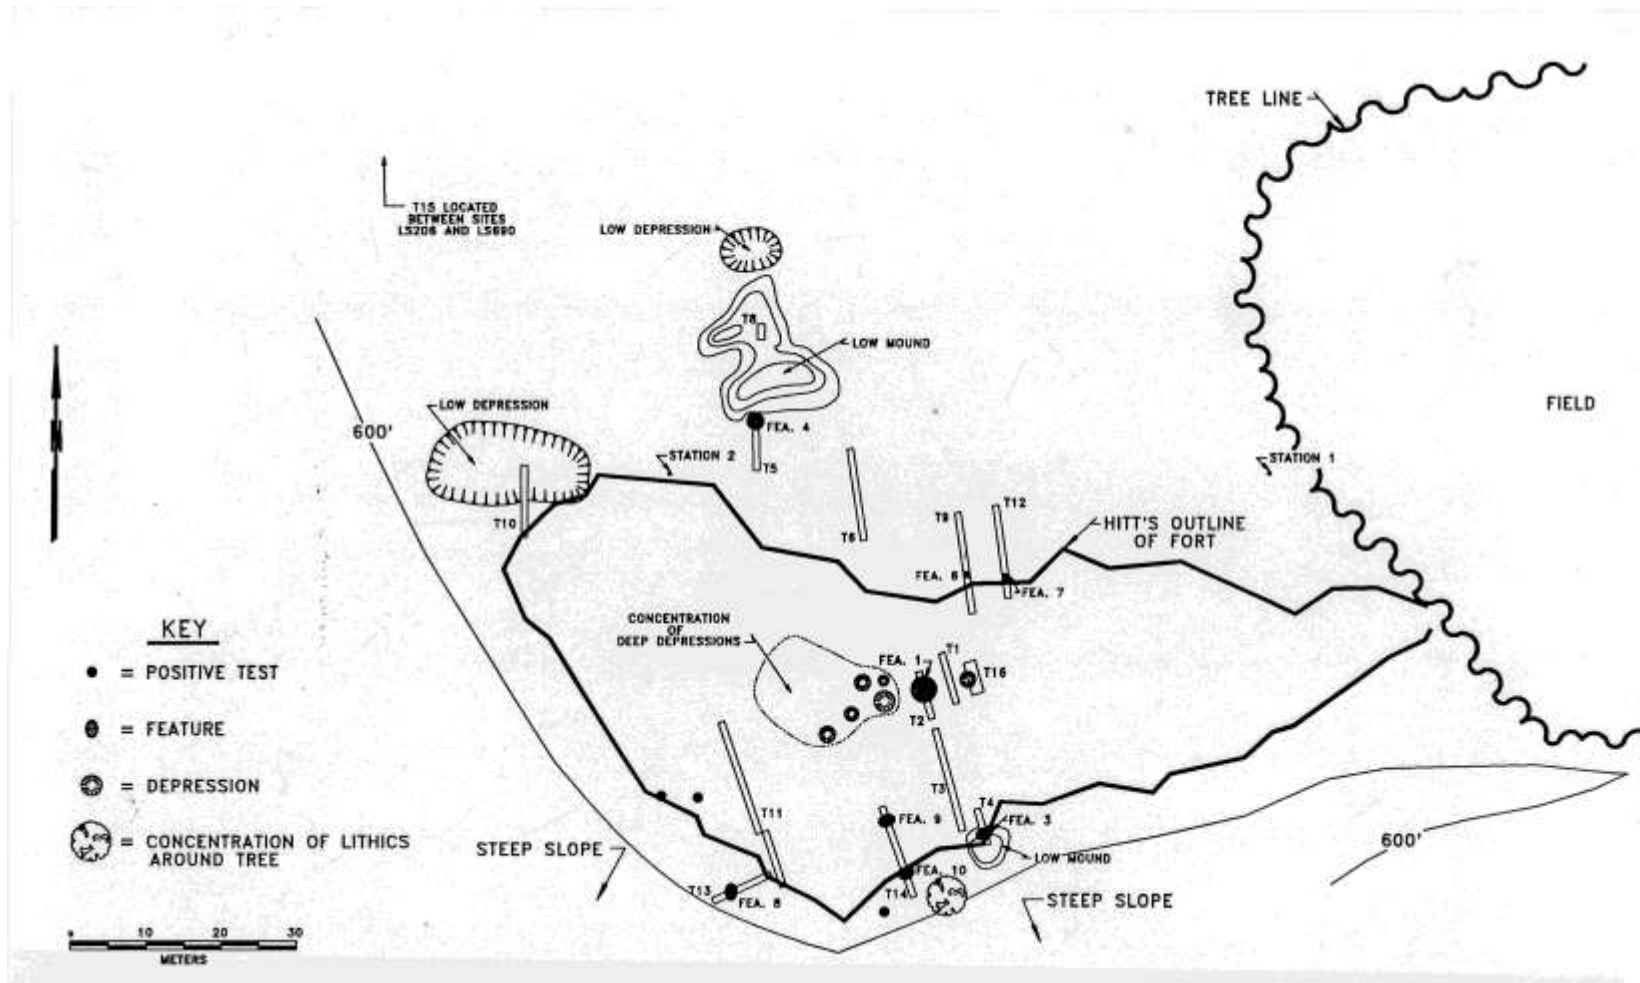 TREE LINE
T15 LOCATED
BETWEEN SITES
LS206 AND LS690
LOW DEPRESSION
T8
LOW MOUND
FIELD
LOW DEPRESSION
600'
FEA. 4
N
STATION 2
STATION 1
T5
T10
T6
T9
T12
HITT'S OUTLINE
OF FORT
FEA. 6
FEA. 7
CONCENTRATION
OF
DEEP DEPRESSIONS
FEA. 1
T1
T16
T2
KEY
= POSITIVE TEST
= FEATURE
= DEPRESSION
= CONCENTRATION OF LITHICS
AROUND TREE
T3
T4
T11
FEA. 9
FEA. 3
STEEP SLOPE
LOW MOUND
600'
FEA. 10
T13
T14
FEA. 8
STEEP SLOPE
0 10 20 30
METERS